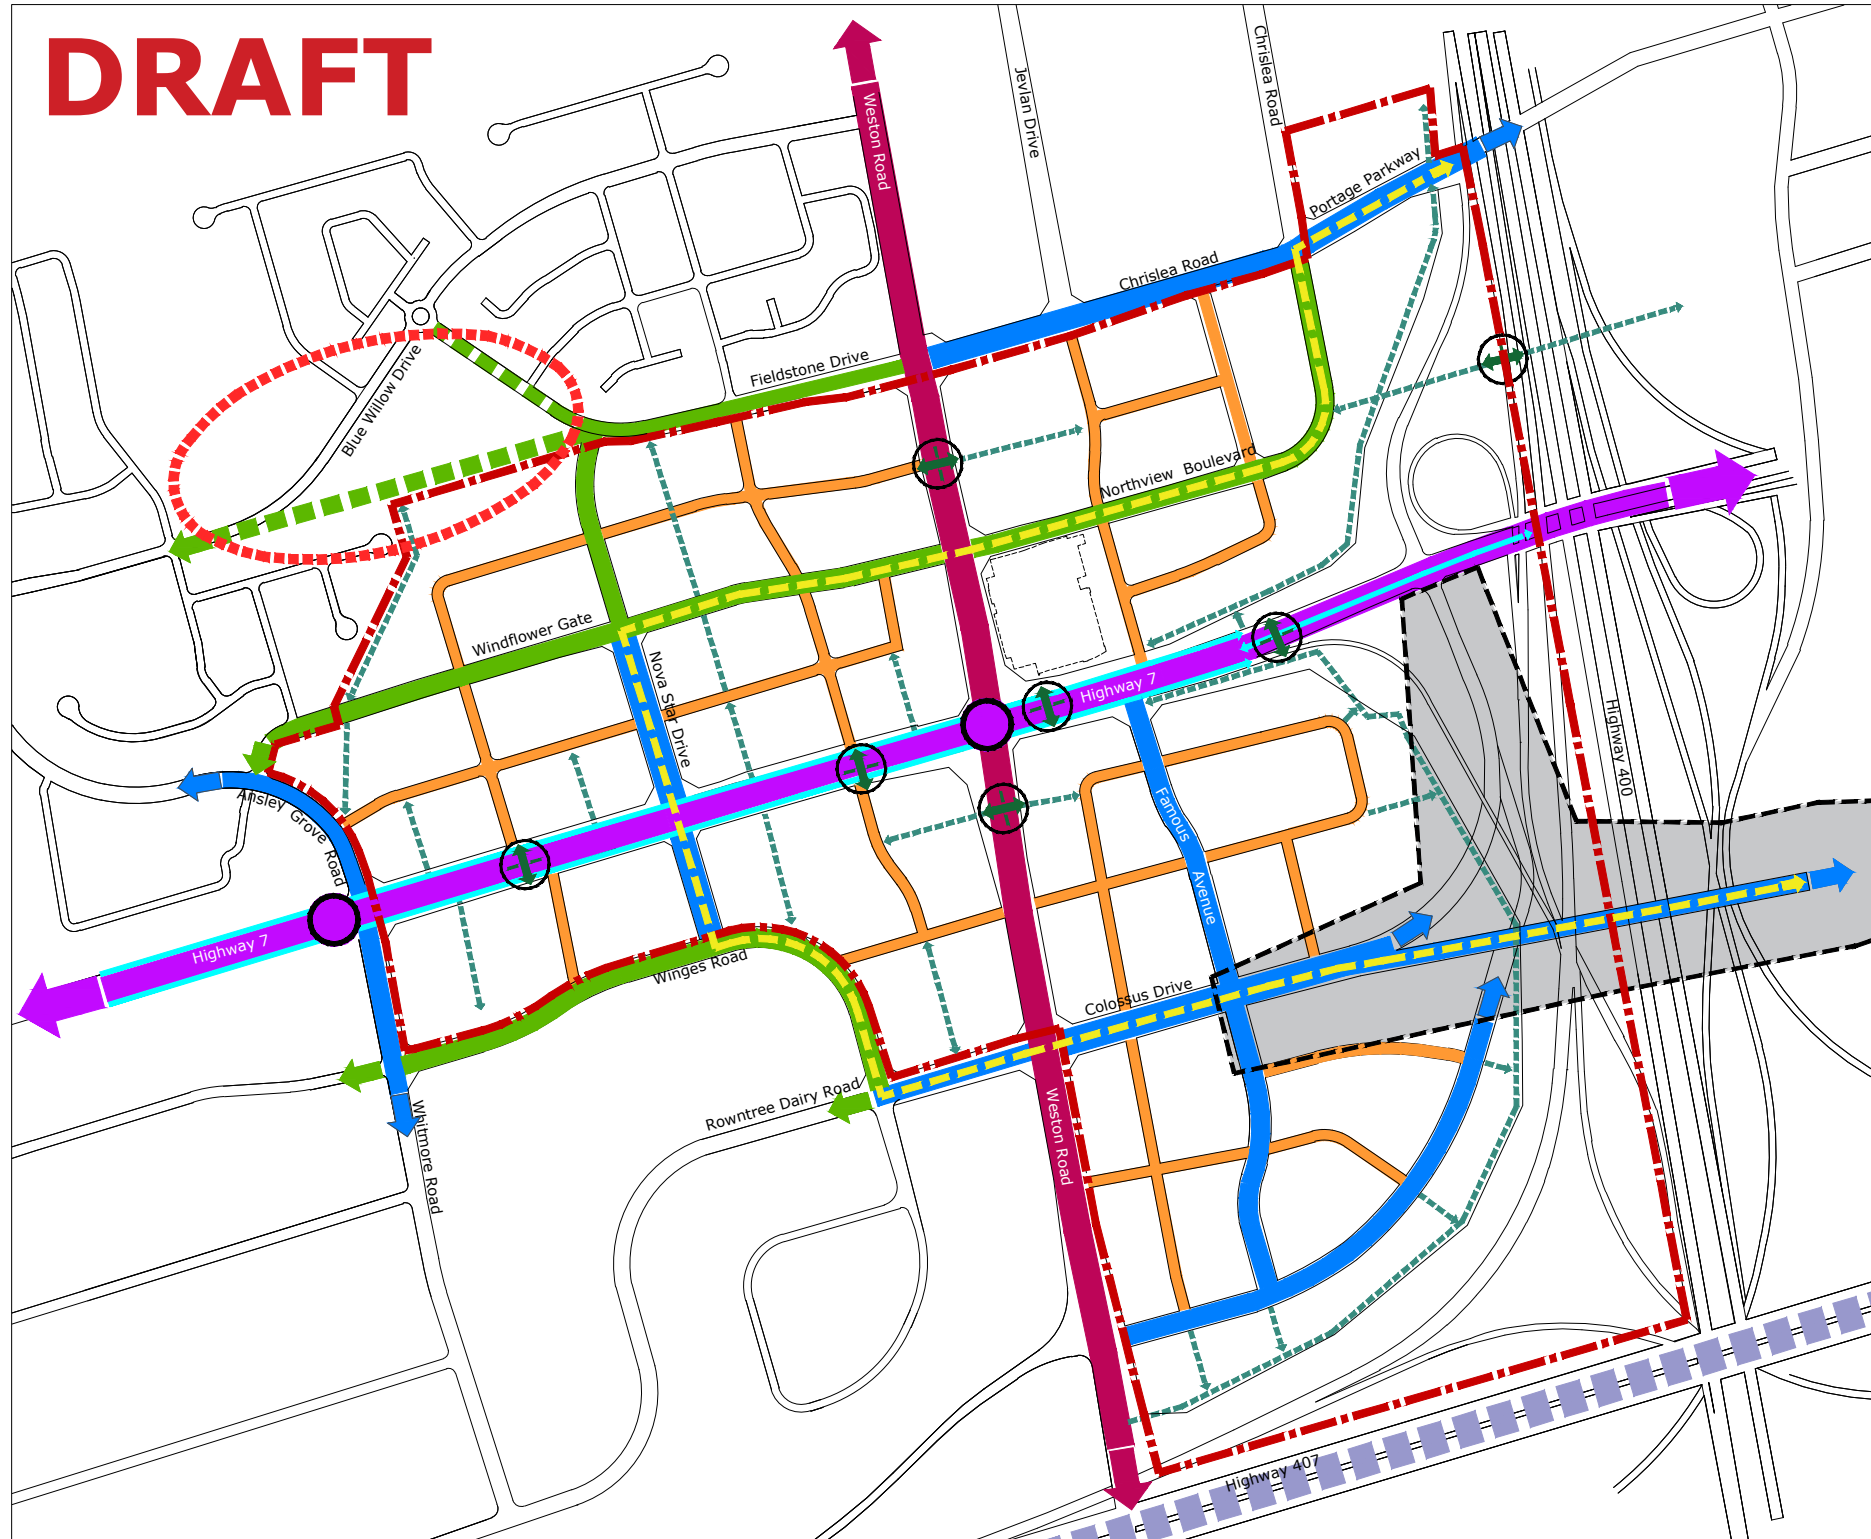 DRAFT
Weston Road
Jevlan Drive
Chrislea Road
Portage Parkway
Chrislea Road
Fieldstone Drive
Blue Willow Drive
Northview Boulevard
Windflower Gate
Nova Star Drive
Highway 7
Highway 400
Ansley Grove Road
Famous Avenue
Highway 7
Winges Road
Colossus Drive
Rowntree Dairy Road
Whitmore Road
Weston Road
Highway 407